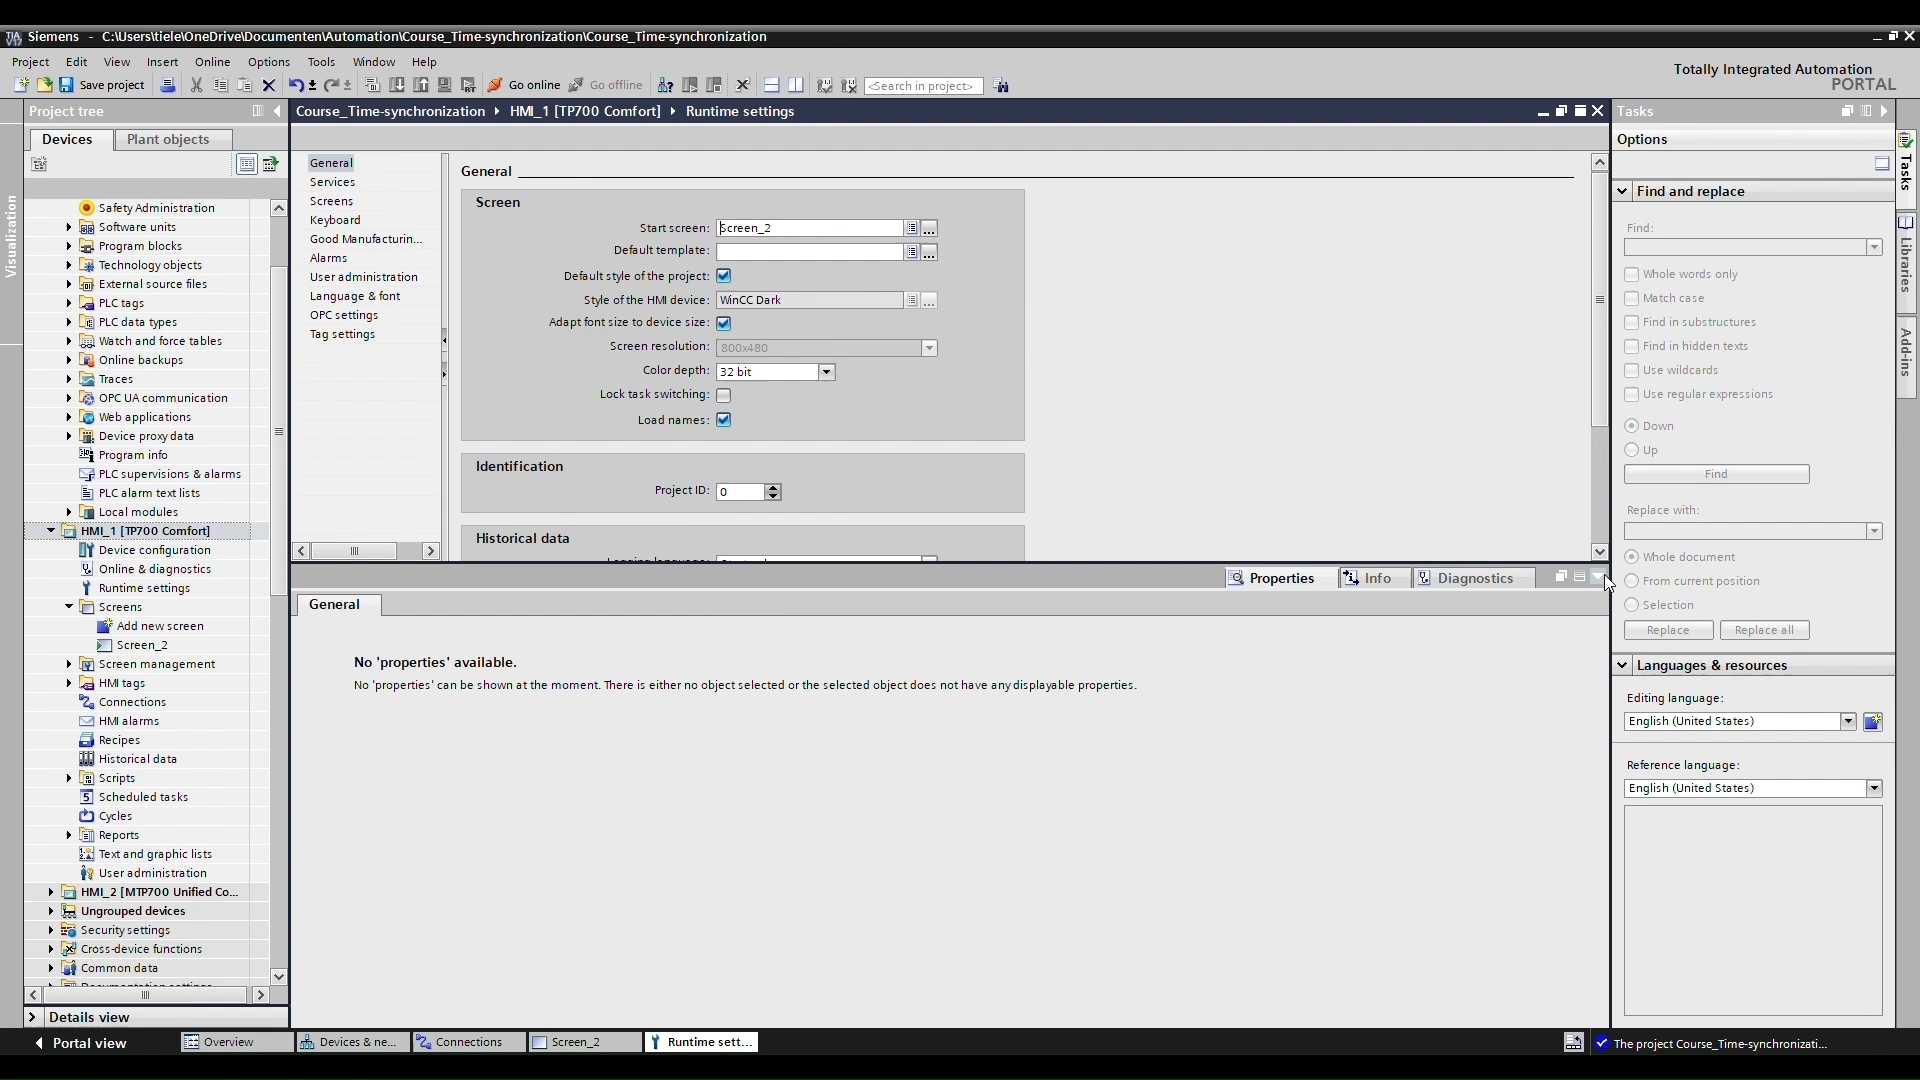 Siemens - C:\Users\tiele\OneDrive\Documenten\Automation\Course_Time-synchronization\Course_Time-synchronization
Project Edit View Insert Online Options Tools Window Help
Totally Integrated Automation
PORTAL
Save project Go online Go offline <Search in project>
Project tree
Course_Time-synchronization HMI_1 [TP700 Comfort] Runtime settings
Tasks
Devices Plant objects
Options
Visualization
Safety Administration
Software units
Program blocks
Technology objects
External source files
PLC tags
PLC data types
Watch and force tables
Online backups
Traces
OPC UA communication
Web applications
Device proxy data
Program info
PLC supervisions & alarms
PLC alarm text lists
Local modules
HMI_1 [TP700 Comfort]
Device configuration
Online & diagnostics
Runtime settings
Screens
Add new screen
Screen_2
Screen management
HMI tags
Connections
HMI alarms
Recipes
Historical data
Scripts
5 Scheduled tasks
Cycles
Reports
Text and graphic lists
User administration
HMI_2 [MTP700 Unified Co...
Ungrouped devices
Security settings
Cross-device functions
Common data
Details view
General
Services
Screens
Keyboard
Good Manufacturin...
Alarms
User administration
Language & font
OPC settings
Tag settings
General
Screen
Start screen: Screen_2
Default template:
Default style of the project:
Style of the HMI device: WinCC Dark
Adapt font size to device size:
Screen resolution: 800x480
Color depth: 32 bit
Lock task switching:
Load names:
Identification
Project ID: 0
Historical data
Properties Info Diagnostics
General
No 'properties' available.
No 'properties' can be shown at the moment. There is either no object selected or the selected object does not have any displayable properties.
Find and replace
Find:
Whole words only
Match case
Find in substructures
Find in hidden texts
Use wildcards
Use regular expressions
Down
Up
Find
Replace with:
Whole document
From current position
Selection
Replace Replace all
Languages & resources
Editing language:
English (United States)
Reference language:
English (United States)
Tasks
Libraries
Add-ins
Portal view Overview Devices & ne... Connections Screen_2 Runtime sett... The project Course_Time-synchronizati...